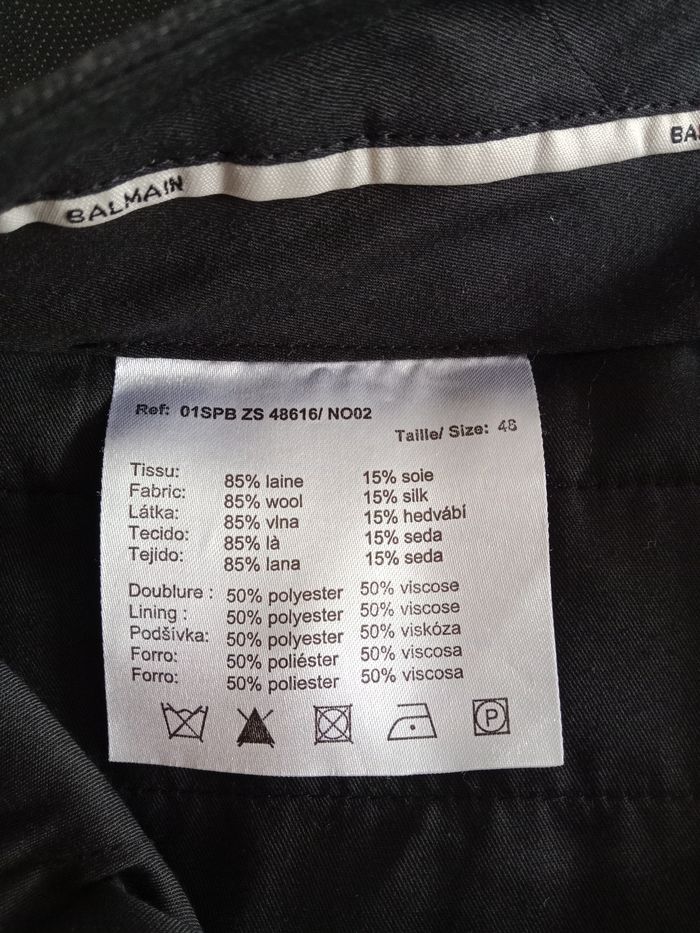 BALMAIN
BA
Ref: 01SPB ZS 48616/ NO02
Taille/ Size: 48
Tissu: 85% laine 15% soie
Fabric: 85% wool 15% silk
Látka: 85% vlna 15% hedvábí
Tecido: 85% là 15% seda
Tejido: 85% lana 15% seda
Doublure : 50% polyester 50% viscose
Lining : 50% polyester 50% viscose
Podšívka: 50% polyester 50% viskóza
Forro: 50% poliéster 50% viscosa
Forro: 50% poliester 50% viscosa
P